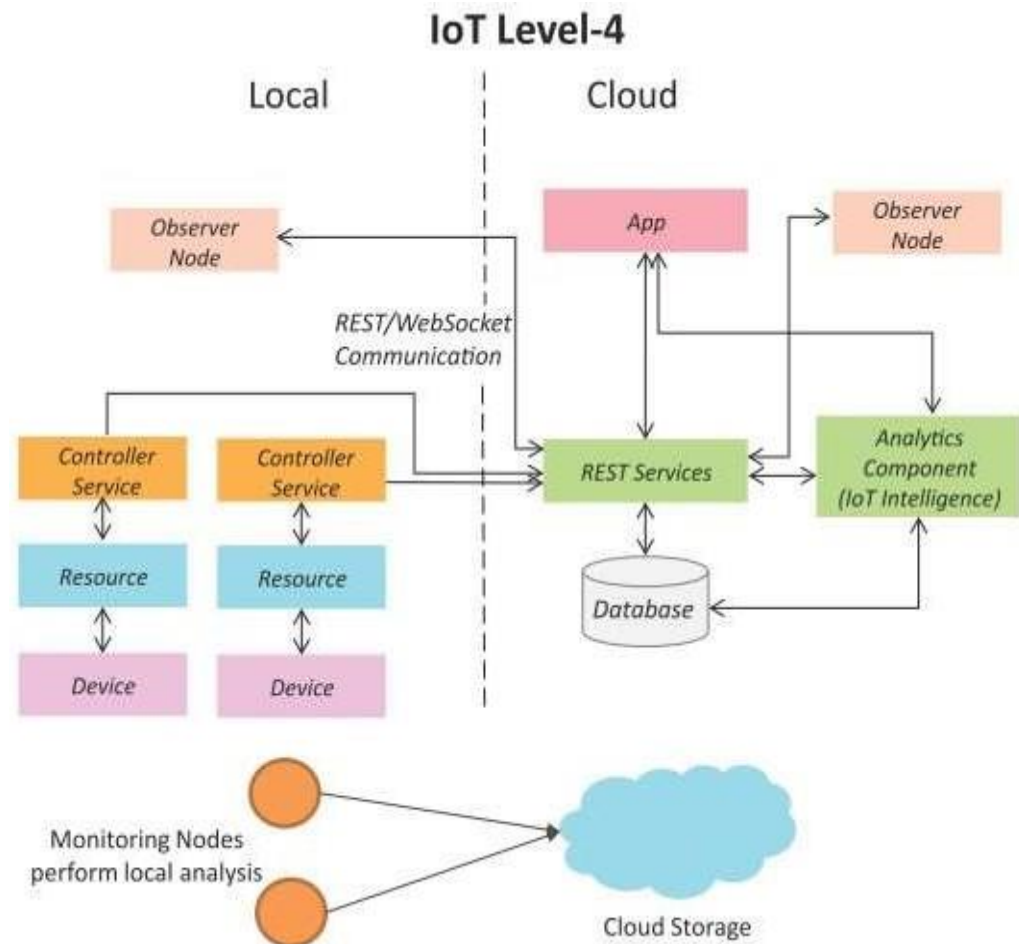 IoT Level-4
Local
Cloud
Observer
Node
App
Observer
Node
REST/WebSocket
Communication
Controller
Service
Controller
Service
REST Services
Analytics
Component
(IoT Intelligence)
Resource
Resource
Database
Device
Device
Monitoring Nodes
perform local analysis
Cloud Storage